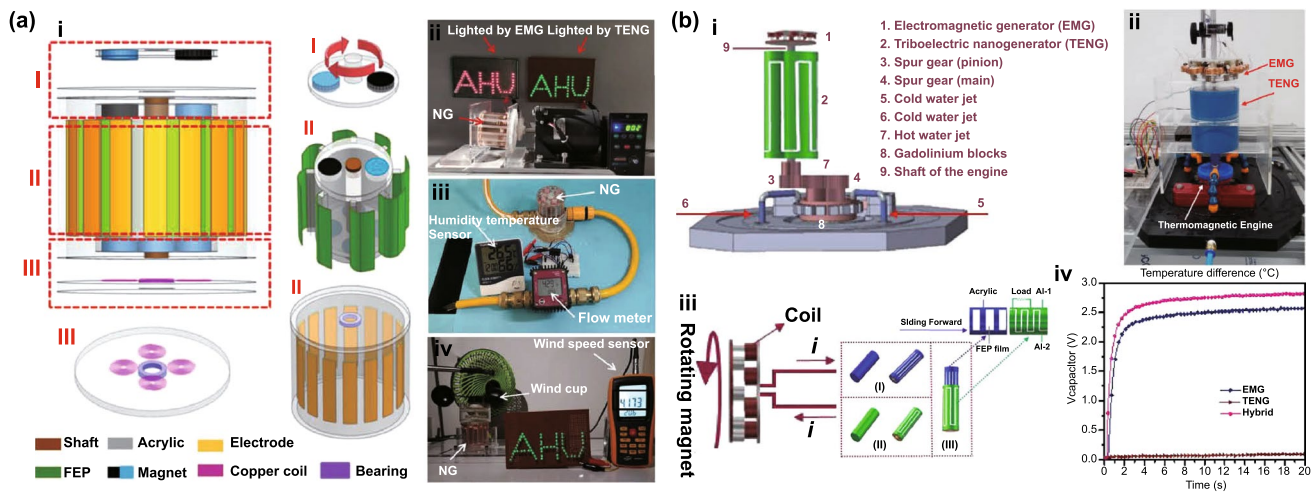 (a)
i
I
II
III
I
II
II
III
Shaft
Acrylic
Electrode
FEP
Magnet
Copper coil
Bearing
ii
Lighted by EMG
Lighted by TENG
AHU
AHU
NG
iii
NG
Humidity temperature
Sensor
Flow meter
iv
Wind speed sensor
Wind cup
4173
NG
AHU
(b)
i
1. Electromagnetic generator (EMG)
2. Triboelectric nanogenerator (TENG)
3. Spur gear (pinion)
4. Spur gear (main)
5. Cold water jet
6. Cold water jet
7. Hot water jet
8. Gadolinium blocks
9. Shaft of the engine
1
9
2
7
3
4
6
5
8
ii
EMG
TENG
Thermomagnetic Engine
iii
Rotating magnet
Coil
i
i
(I)
(II)
(III)
SIding Forward
Acrylic
FEP film
Load
Al-1
Al-2
iv
Temperature difference (°C)
Vcapacitor (V)
3.0
2.5
2.0
1.5
1.0
0.5
0.0
EMG
TENG
Hybrid
0 2 4 6 8 10 12 14 16 18 20
Time (s)